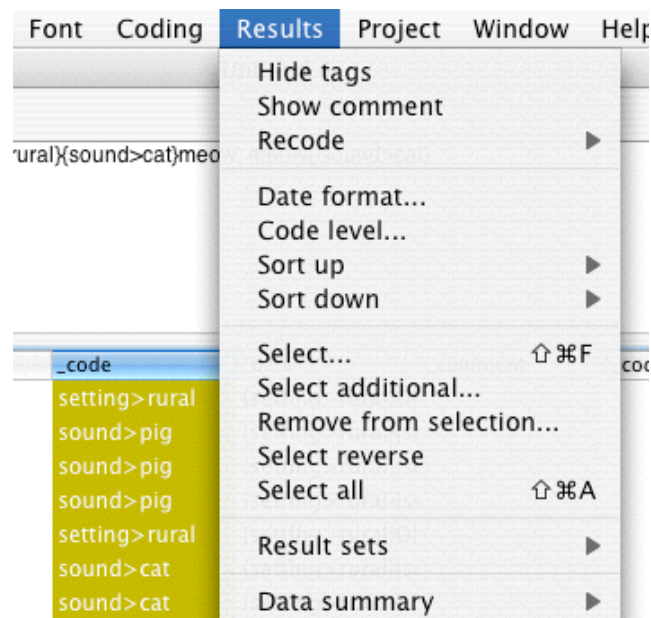 Font Coding Results Project Window Help
Hide tags
Show comment
Recode
rural}{sound>cat}meow
Date format...
Code level...
Sort up
Sort down
Select... ⇧⌘F
Select additional...
Remove from selection...
Select reverse
Select all ⇧⌘A
Result sets
Data summary
_code
setting>rural
sound>pig
sound>pig
sound>pig
setting>rural
sound>cat
sound>cat
_comment